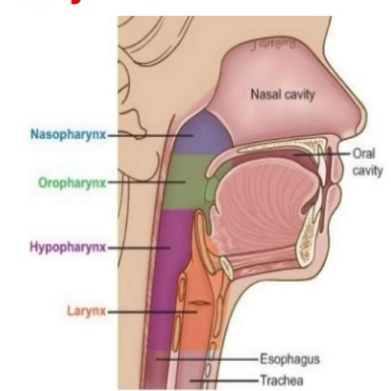 Nasal cavity
Nasopharynx
Oral
cavity
Oropharynx
Hypopharynx
Larynx
Esophagus
Trachea